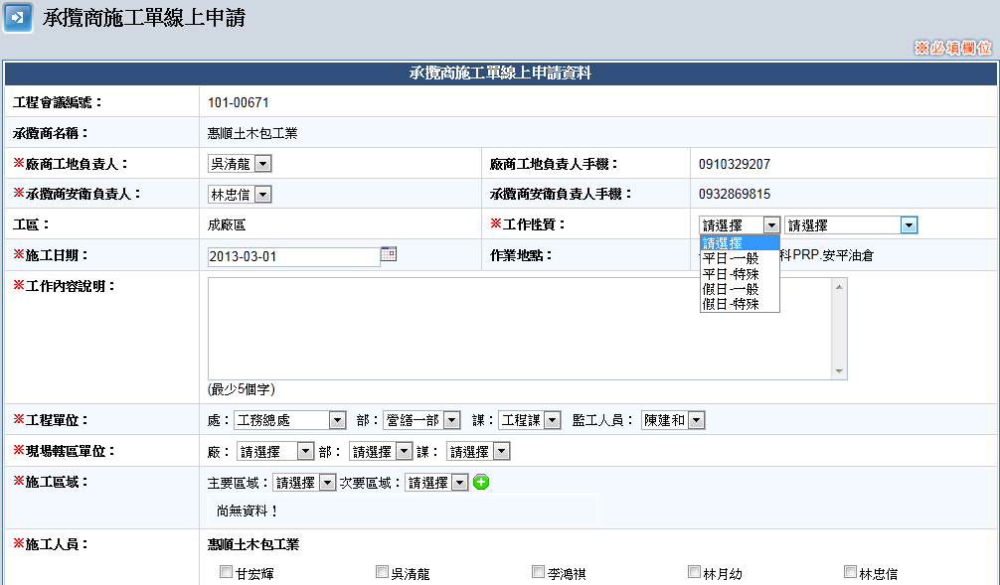 承攬商施工單線上申請
※必填欄位
承攬商施工單線上申請資料
工程會議編號： 101-00671
承攬商名稱： 惠順土木包工業
※廠商工地負責人： 吳清龍 廠商工地負責人手機： 0910329207
※承攬商安衛負責人： 林忠信 承攬商安衛負責人手機： 0932869815
工區： 成廠區 ※工作性質： 請選擇 請選擇
請選擇
平日-一般
平日-特殊
假日-一般
假日-特殊
※施工日期： 2013-03-01 作業地點： 科PRP.安平油倉
※工作內容說明：
(最少5個字)
※工程單位： 處： 工務總處 部： 營繕一部 課： 工程課 監工人員： 陳建和
※現場轄區單位： 廠： 請選擇 部： 請選擇 課： 請選擇
※施工區域： 主要區域： 請選擇 次要區域： 請選擇
尚無資料！
※施工人員： 惠順土木包工業
甘宏輝 吳清龍 李鴻祺 林月幼 林忠信